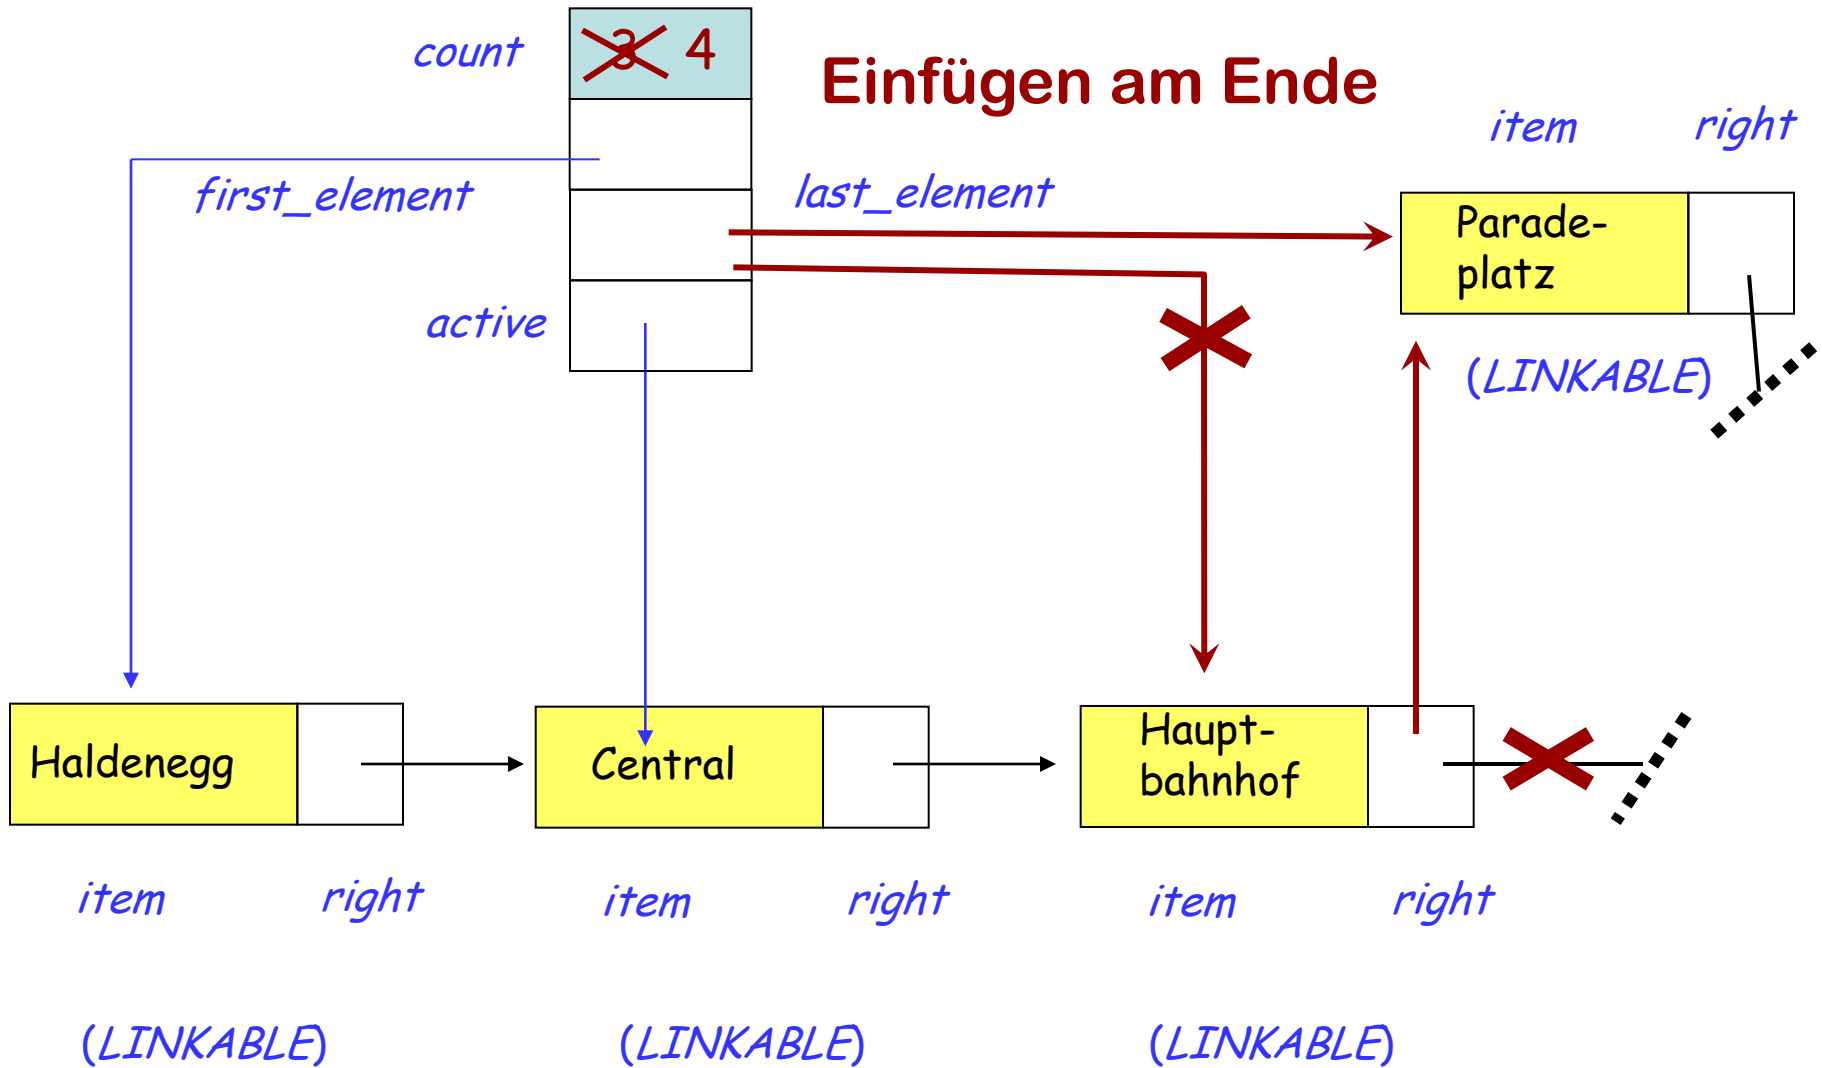 count
3 4
Einfügen am Ende
item right
first_element
last_element
Parade-
platz
active
(LINKABLE)
Haldenegg
Central
Haupt-
bahnhof
item right item right item right
(LINKABLE) (LINKABLE) (LINKABLE)